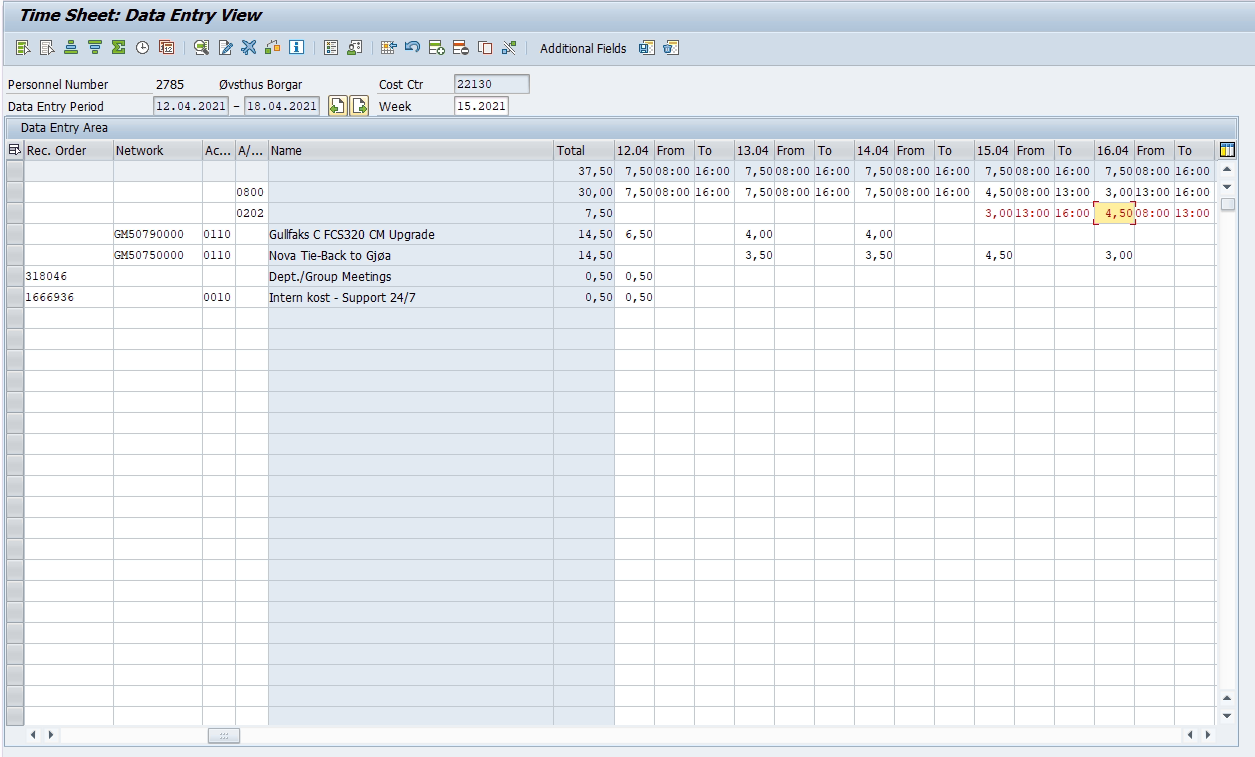 Time Sheet: Data Entry View
Additional Fields
Personnel Number 2785 Øvsthus Borgar Cost Ctr 22130
Data Entry Period 12.04.2021 - 18.04.2021 Week 15.2021
Data Entry Area
Rec. Order Network Ac... A/... Name Total 12.04 From To 13.04 From To 14.04 From To 15.04 From To 16.04 From To
37,50 7,50 08:00 16:00 7,50 08:00 16:00 7,50 08:00 16:00 7,50 08:00 16:00 7,50 08:00 16:00
0800 30,00 7,50 08:00 16:00 7,50 08:00 16:00 7,50 08:00 16:00 4,50 08:00 13:00 3,00 13:00 16:00
0202 7,50 3,00 13:00 16:00 4,50 08:00 13:00
GM50790000 0110 Gullfaks C FCS320 CM Upgrade 14,50 6,50 4,00 4,00
GM50750000 0110 Nova Tie-Back to Gjøa 14,50 3,50 3,50 4,50 3,00
318046 Dept./Group Meetings 0,50 0,50
1666936 0010 Intern kost - Support 24/7 0,50 0,50